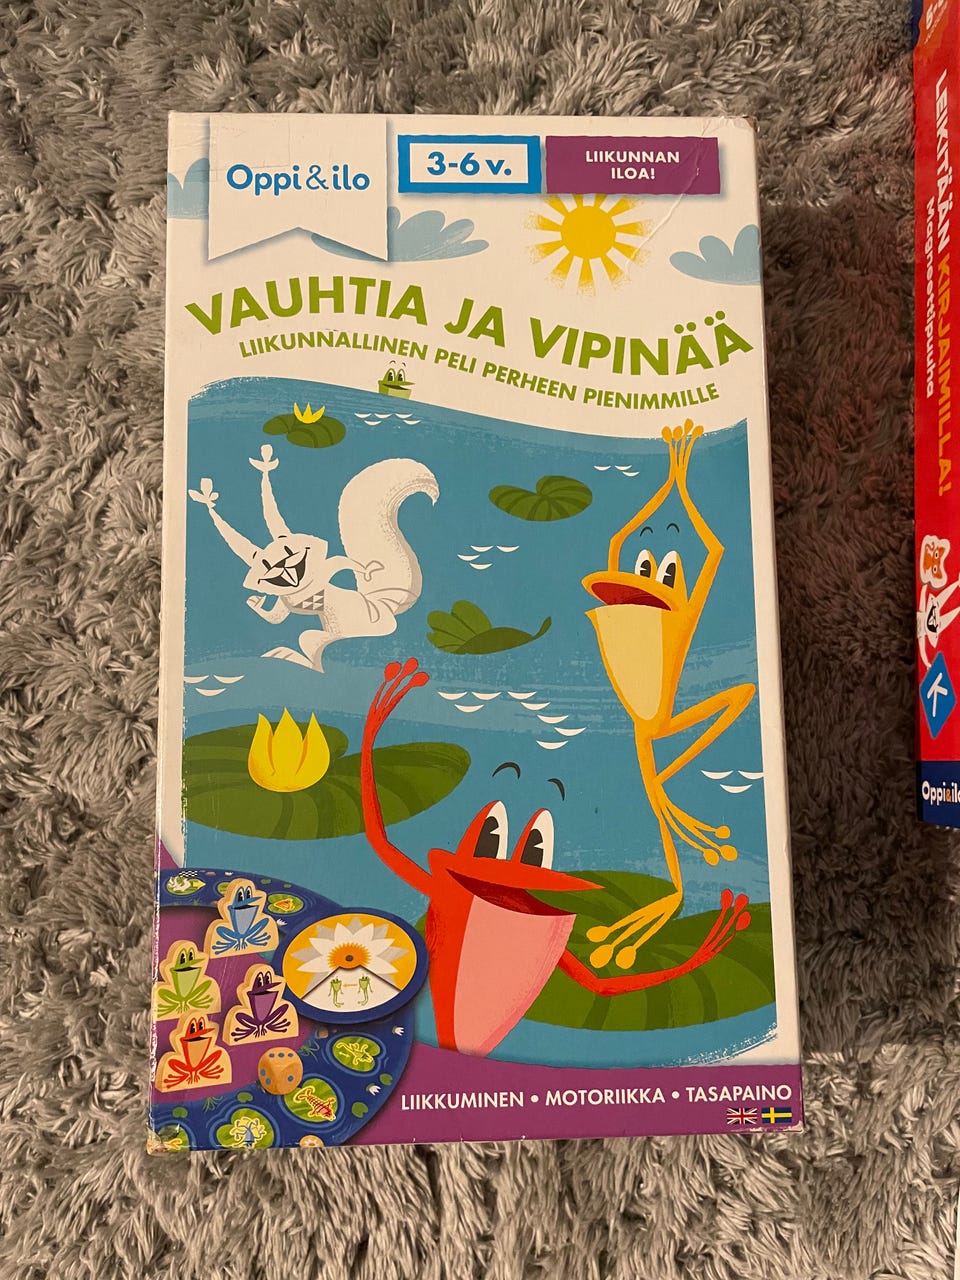 Oppi&ilo
3-6 v.
LIIKUNNAN
ILOA!
VAUHTIA JA VIPINÄÄ
LIIKUNNALLINEN PELI PERHEEN PIENIMMILLE
LIIKKUMINEN • MOTORIIKKA • TASAPAINO
LEIKITÄÄN KIRJAIMILLA!
Magneettipuuha
K
Oppi&ilo